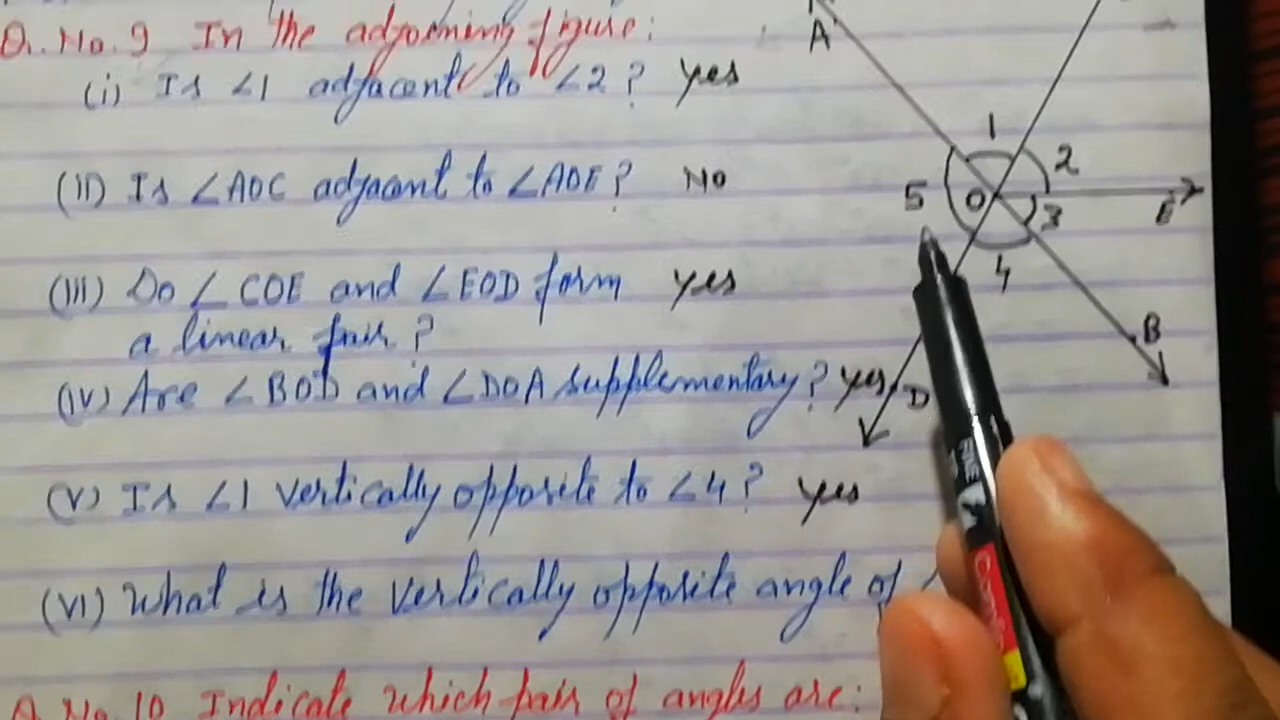 Q. No. 9 In the adjoining figure:
(i) Is ∠1 adjacent to ∠2? yes
(ii) Is ∠AOC adjacent to ∠AOE? No
(iii) Do ∠COE and ∠EOD form yes
a linear pair?
(iv) Are ∠BOD and ∠DOA supplementary? yes
(v) Is ∠1 vertically opposite to ∠4? yes
(vi) What is the vertically opposite angle of
Q. No. 10 Indicate which pair of angles are:
A
1
2
5
O
3
E
4
B
D
FINE